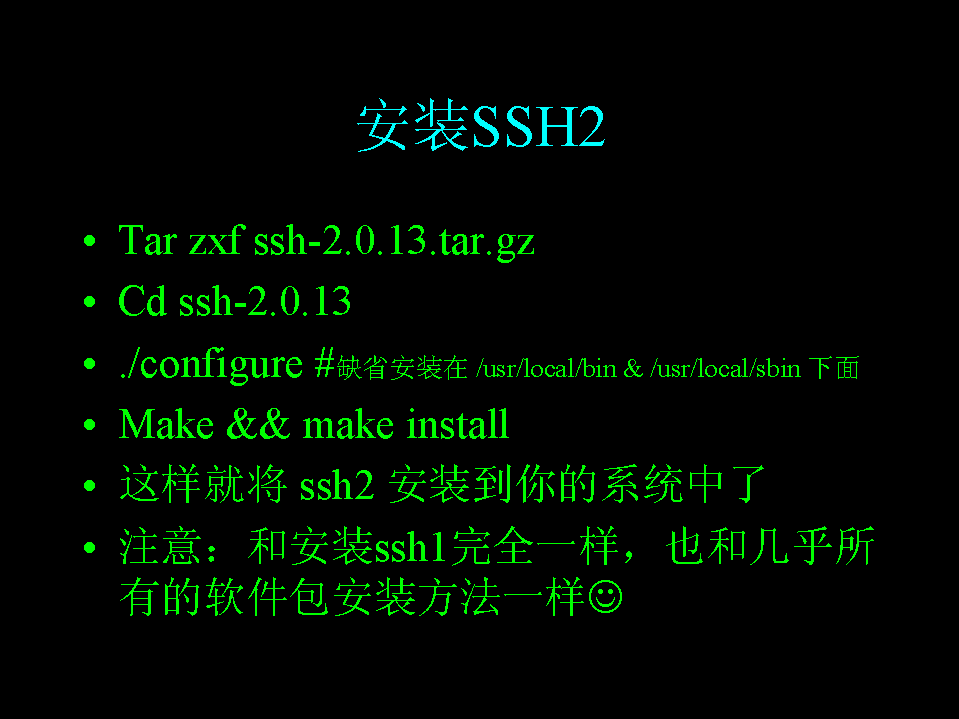 安装SSH2
• Tar zxf ssh-2.0.13.tar.gz
• Cd ssh-2.0.13
• ./configure #缺省安装在 /usr/local/bin & /usr/local/sbin 下面
• Make && make install
• 这样就将 ssh2 安装到你的系统中了
• 注意：和安装ssh1完全一样，也和几乎所
有的软件包安装方法一样☺